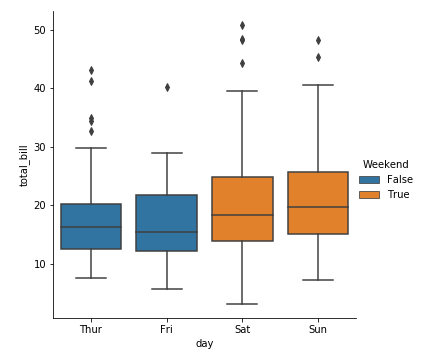 50
40
30
20
10
total_bill
Thur Fri Sat Sun
day
Weekend
False
True